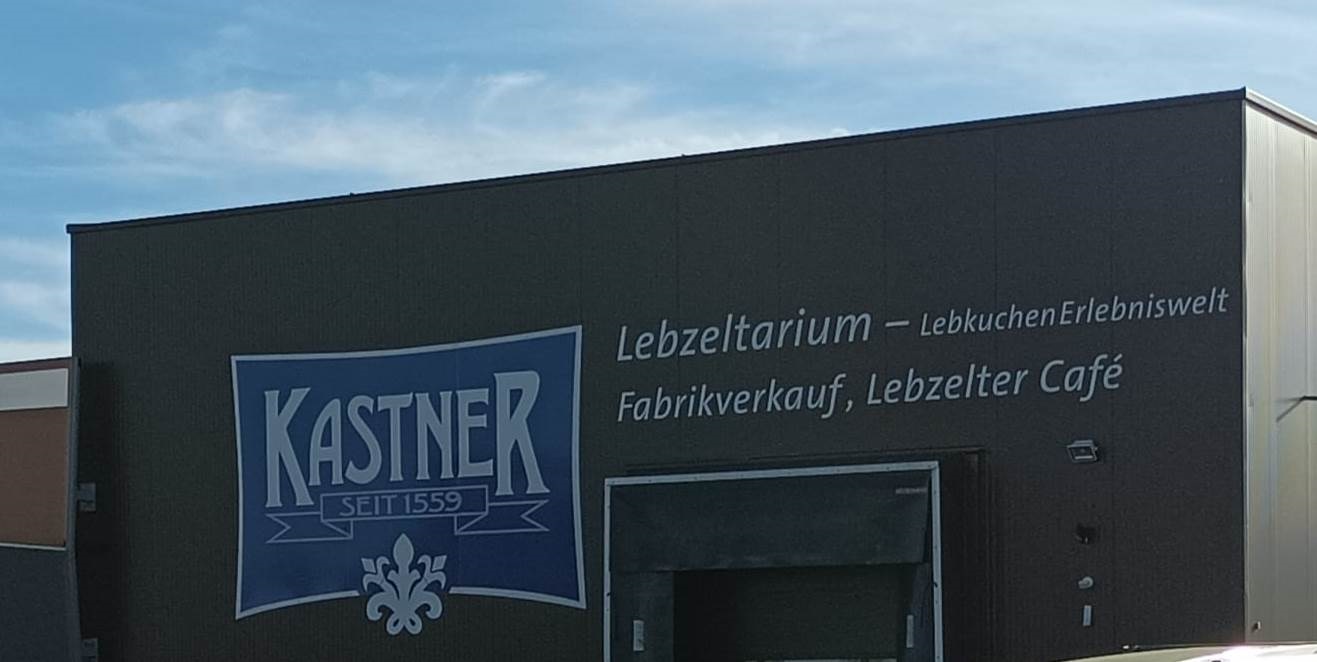 KASTNER
SEIT 1559
Lebzeltarium – LebkuchenErlebniswelt
Fabrikverkauf, Lebzelter Café